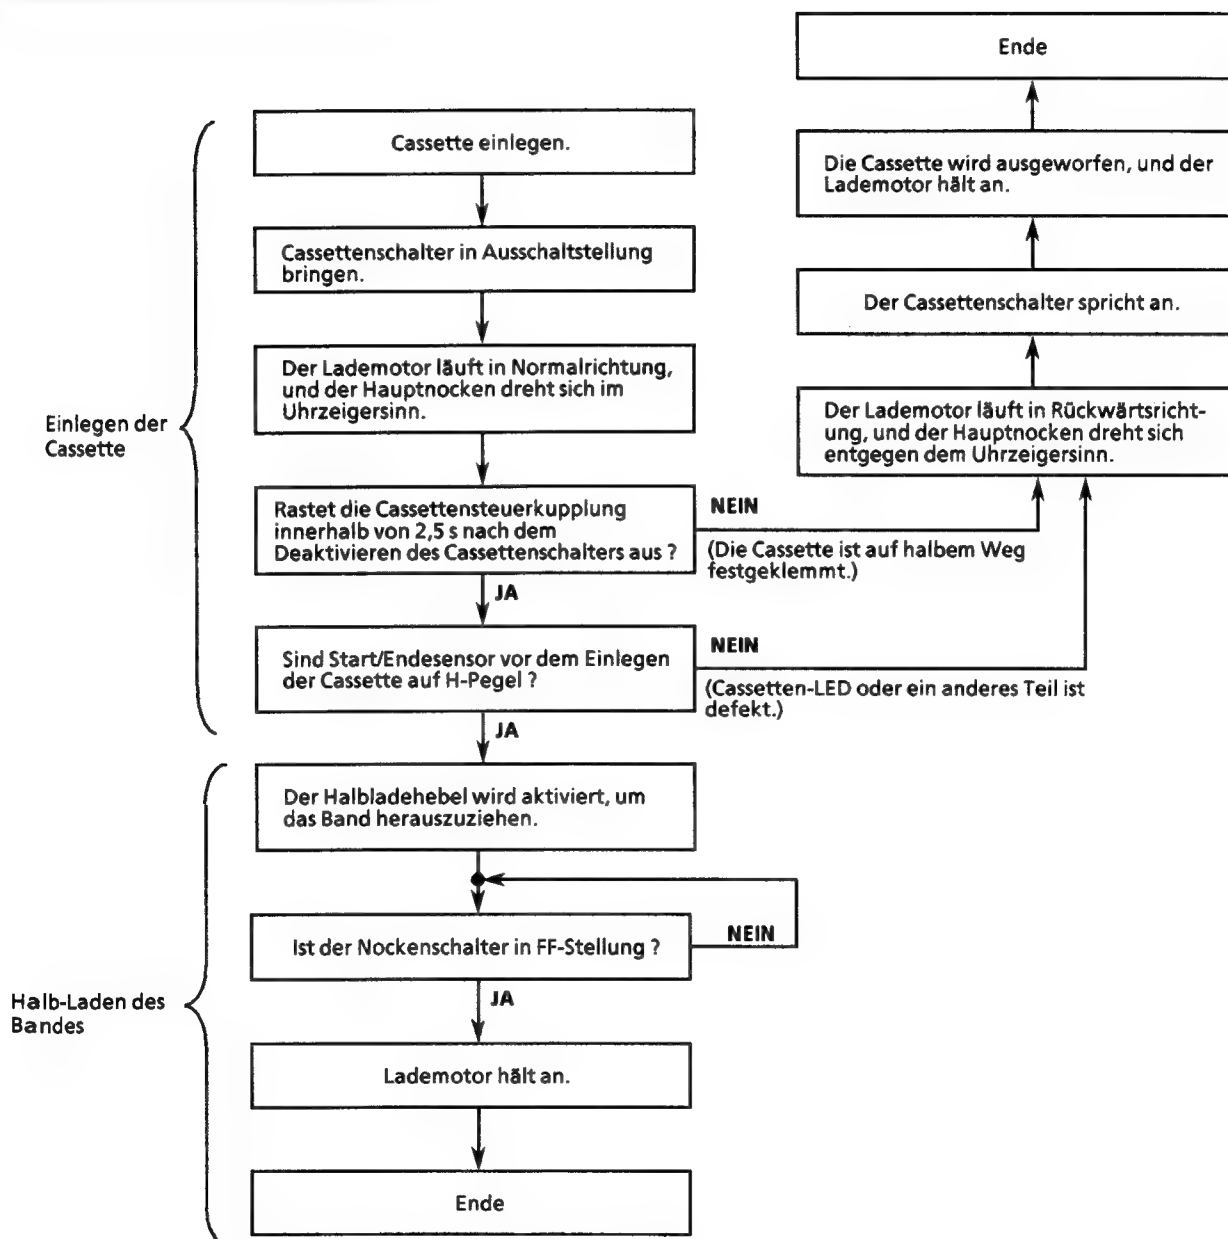 Einlegen der
Cassette
Cassette einlegen.
Cassettenschalter in Ausschaltstellung
bringen.
Der Lademotor läuft in Normalrichtung,
und der Hauptnocken dreht sich im
Uhrzeigersinn.
Rastet die Cassettensteuerkupplung
innerhalb von 2,5 s nach dem
Deaktivieren des Cassettenschalters aus ?
NEIN
(Die Cassette ist auf halbem Weg
festgeklemmt.)
JA
Sind Start/Endesensor vor dem Einlegen
der Cassette auf H-Pegel ?
NEIN
(Cassetten-LED oder ein anderes Teil ist
defekt.)
JA
Halb-Laden des
Bandes
Der Halbladehebel wird aktiviert, um
das Band herauszuziehen.
Ist der Nockenschalter in FF-Stellung ?
NEIN
JA
Lademotor hält an.
Ende
Ende
Die Cassette wird ausgeworfen, und der
Lademotor hält an.
Der Cassettenschalter spricht an.
Der Lademotor läuft in Rückwärtsricht-
ung, und der Hauptnocken dreht sich
entgegen dem Uhrzeigersinn.